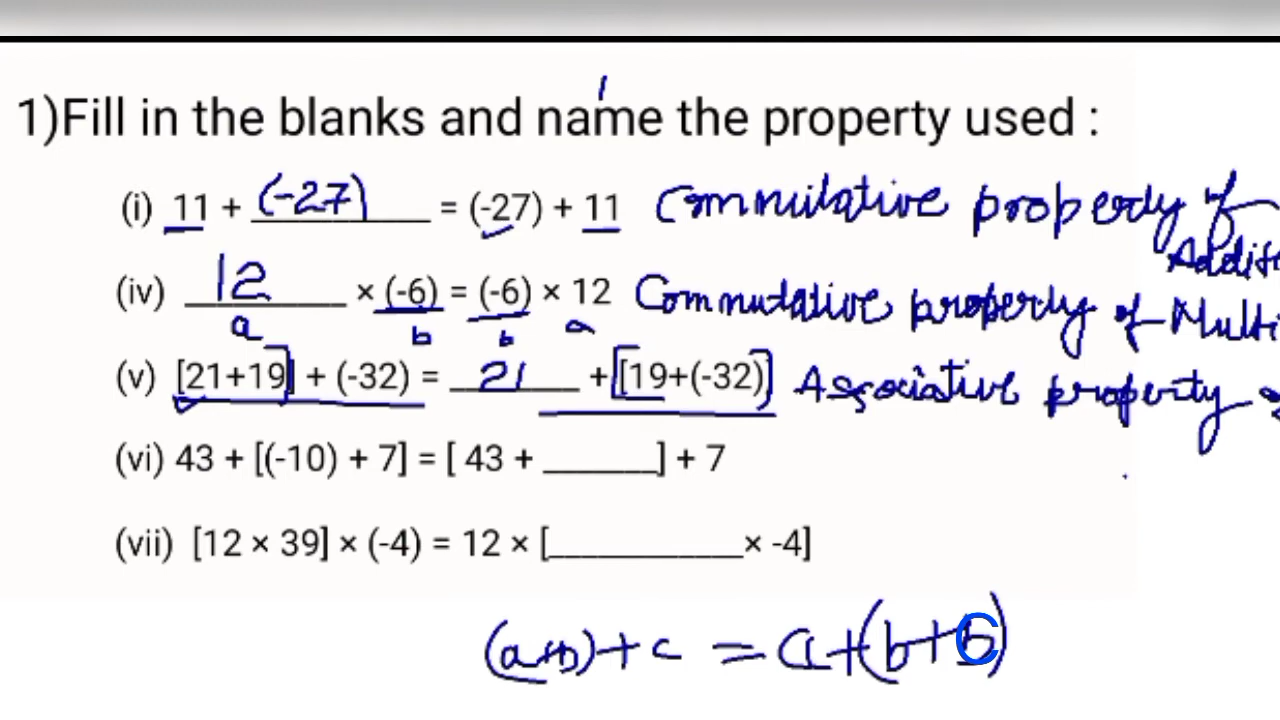 1)Fill in the blanks and name the property used :
(i) 11 + (-27) = (-27) + 11 Commutative property of
Addit
(iv) 12 × (-6) = (-6) × 12 Commutative property of Multi
a b b a
(v) [21+19] + (-32) = 21 + [19+(-32)] Associative property
(vi) 43 + [(-10) + 7] = [ 43 + ______] + 7
(vii) [12 × 39] × (-4) = 12 × [__________× -4]
(a+b)+c = a+(b+c)